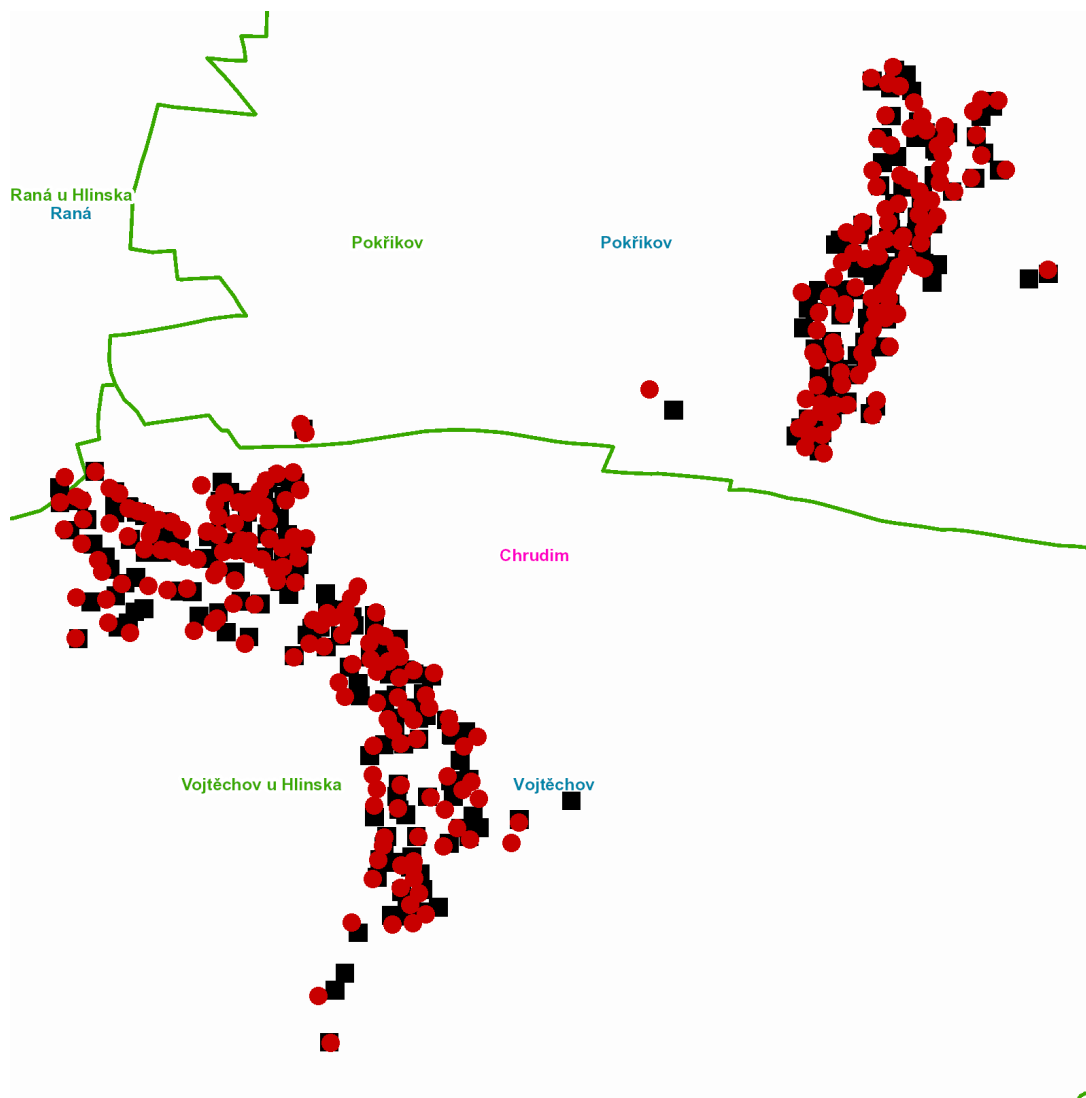 Raná u Hlinska
Raná
Pokřikov
Pokřikov
Chrudim
Vojtěchov u Hlinska
Vojtěchov